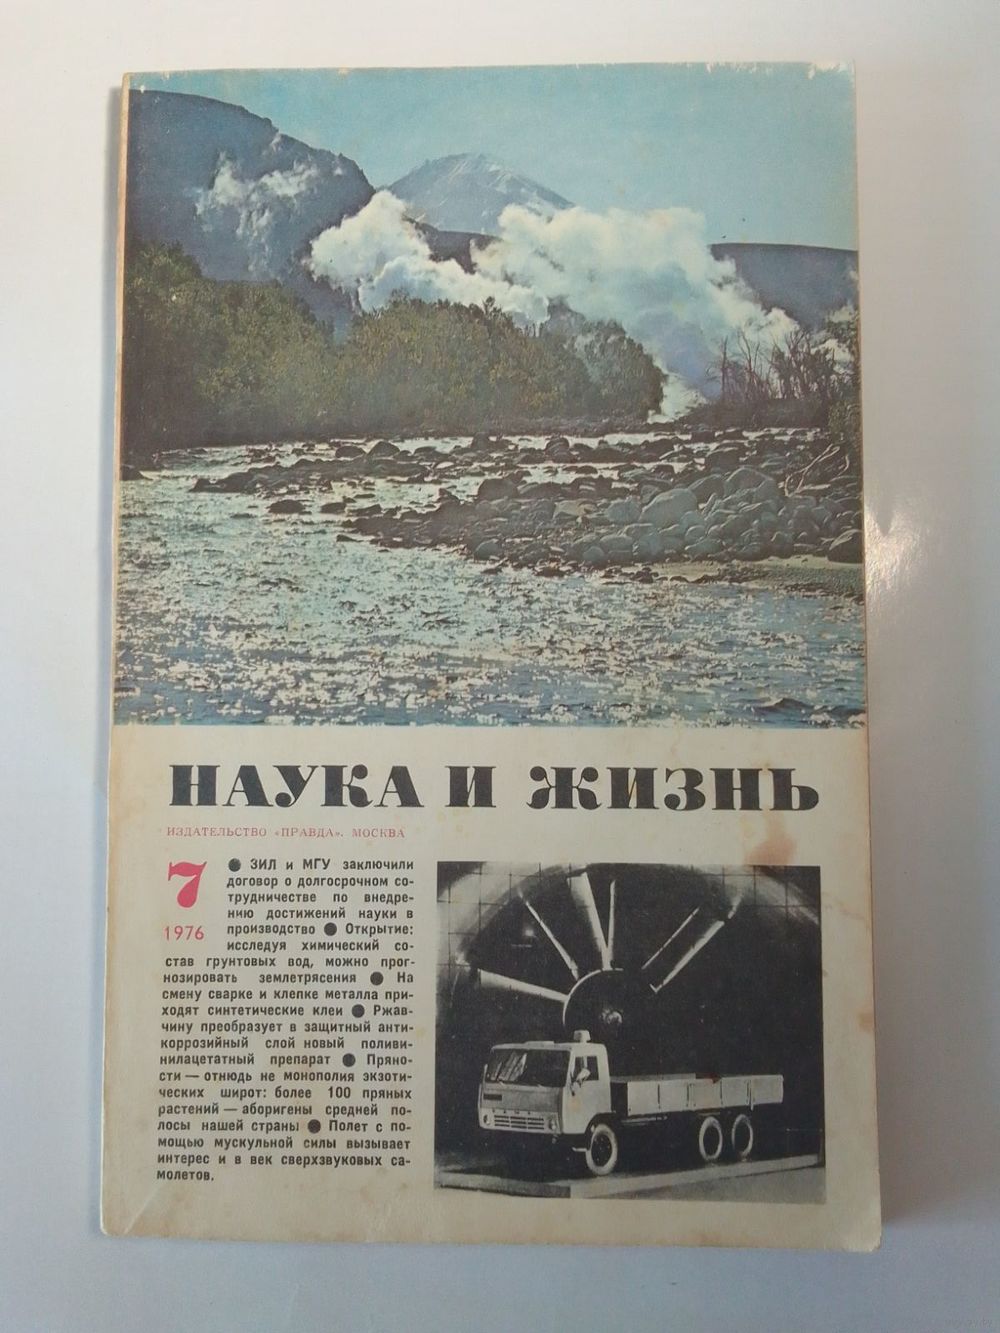 НАУКА И ЖИЗНЬ
ИЗДАТЕЛЬСТВО «ПРАВДА». МОСКВА
7
1976
● ЗИЛ и МГУ заключили
договор о долгосрочном со-
трудничестве по внедре-
нию достижений науки в
производство ● Открытие:
исследуя химический со-
став грунтовых вод, можно прог-
нозировать землетрясения ● На
смену сварке и клепке металла при-
ходят синтетические клеи ● Ржав-
чину преобразует в защитный анти-
коррозийный слой новый поливи-
нилацетатный препарат ● Пряно-
сти — отнюдь не монополия экзоти-
ческих широт: более 100 пряных
растений — аборигены средней по-
лосы нашей страны ● Полет с по-
мощью мускульной силы вызывает
интерес и в век сверхзвуковых са-
молетов.